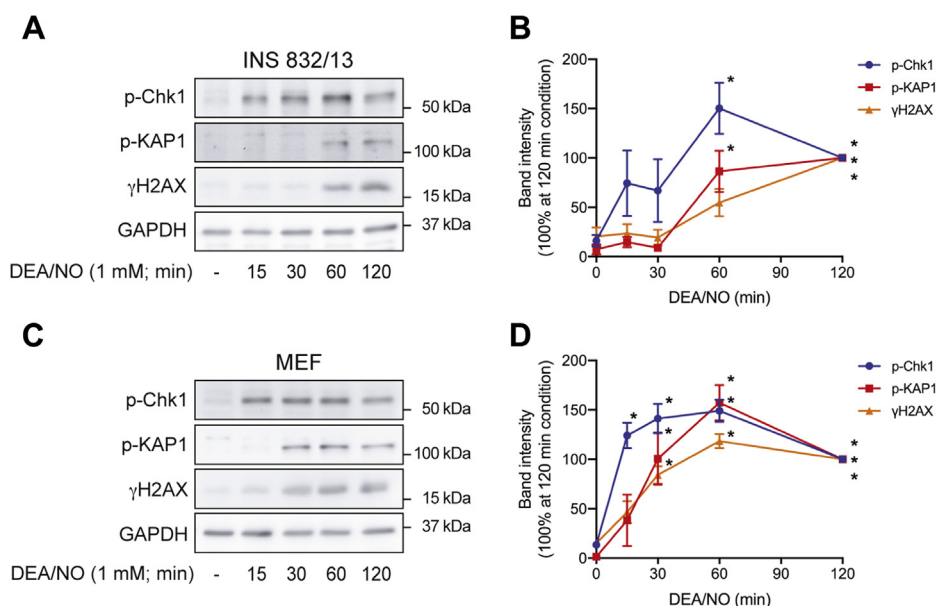 A
INS 832/13
p-Chk1
50 kDa
p-KAP1
100 kDa
γH2AX
15 kDa
GAPDH
37 kDa
DEA/NO (1 mM; min) - 15 30 60 120
B
200
150
100
50
0
Band intensity
(100% at 120 min condition)
0 30 60 90 120
DEA/NO (min)
p-Chk1
p-KAP1
γH2AX
*
*
*
*
*
C
MEF
p-Chk1
50 kDa
p-KAP1
100 kDa
γH2AX
15 kDa
GAPDH
37 kDa
DEA/NO (1 mM; min) - 15 30 60 120
D
200
150
100
50
0
Band intensity
(100% at 120 min condition)
0 30 60 90 120
DEA/NO (min)
p-Chk1
p-KAP1
γH2AX
*
*
*
*
*
*
*
*
*
*